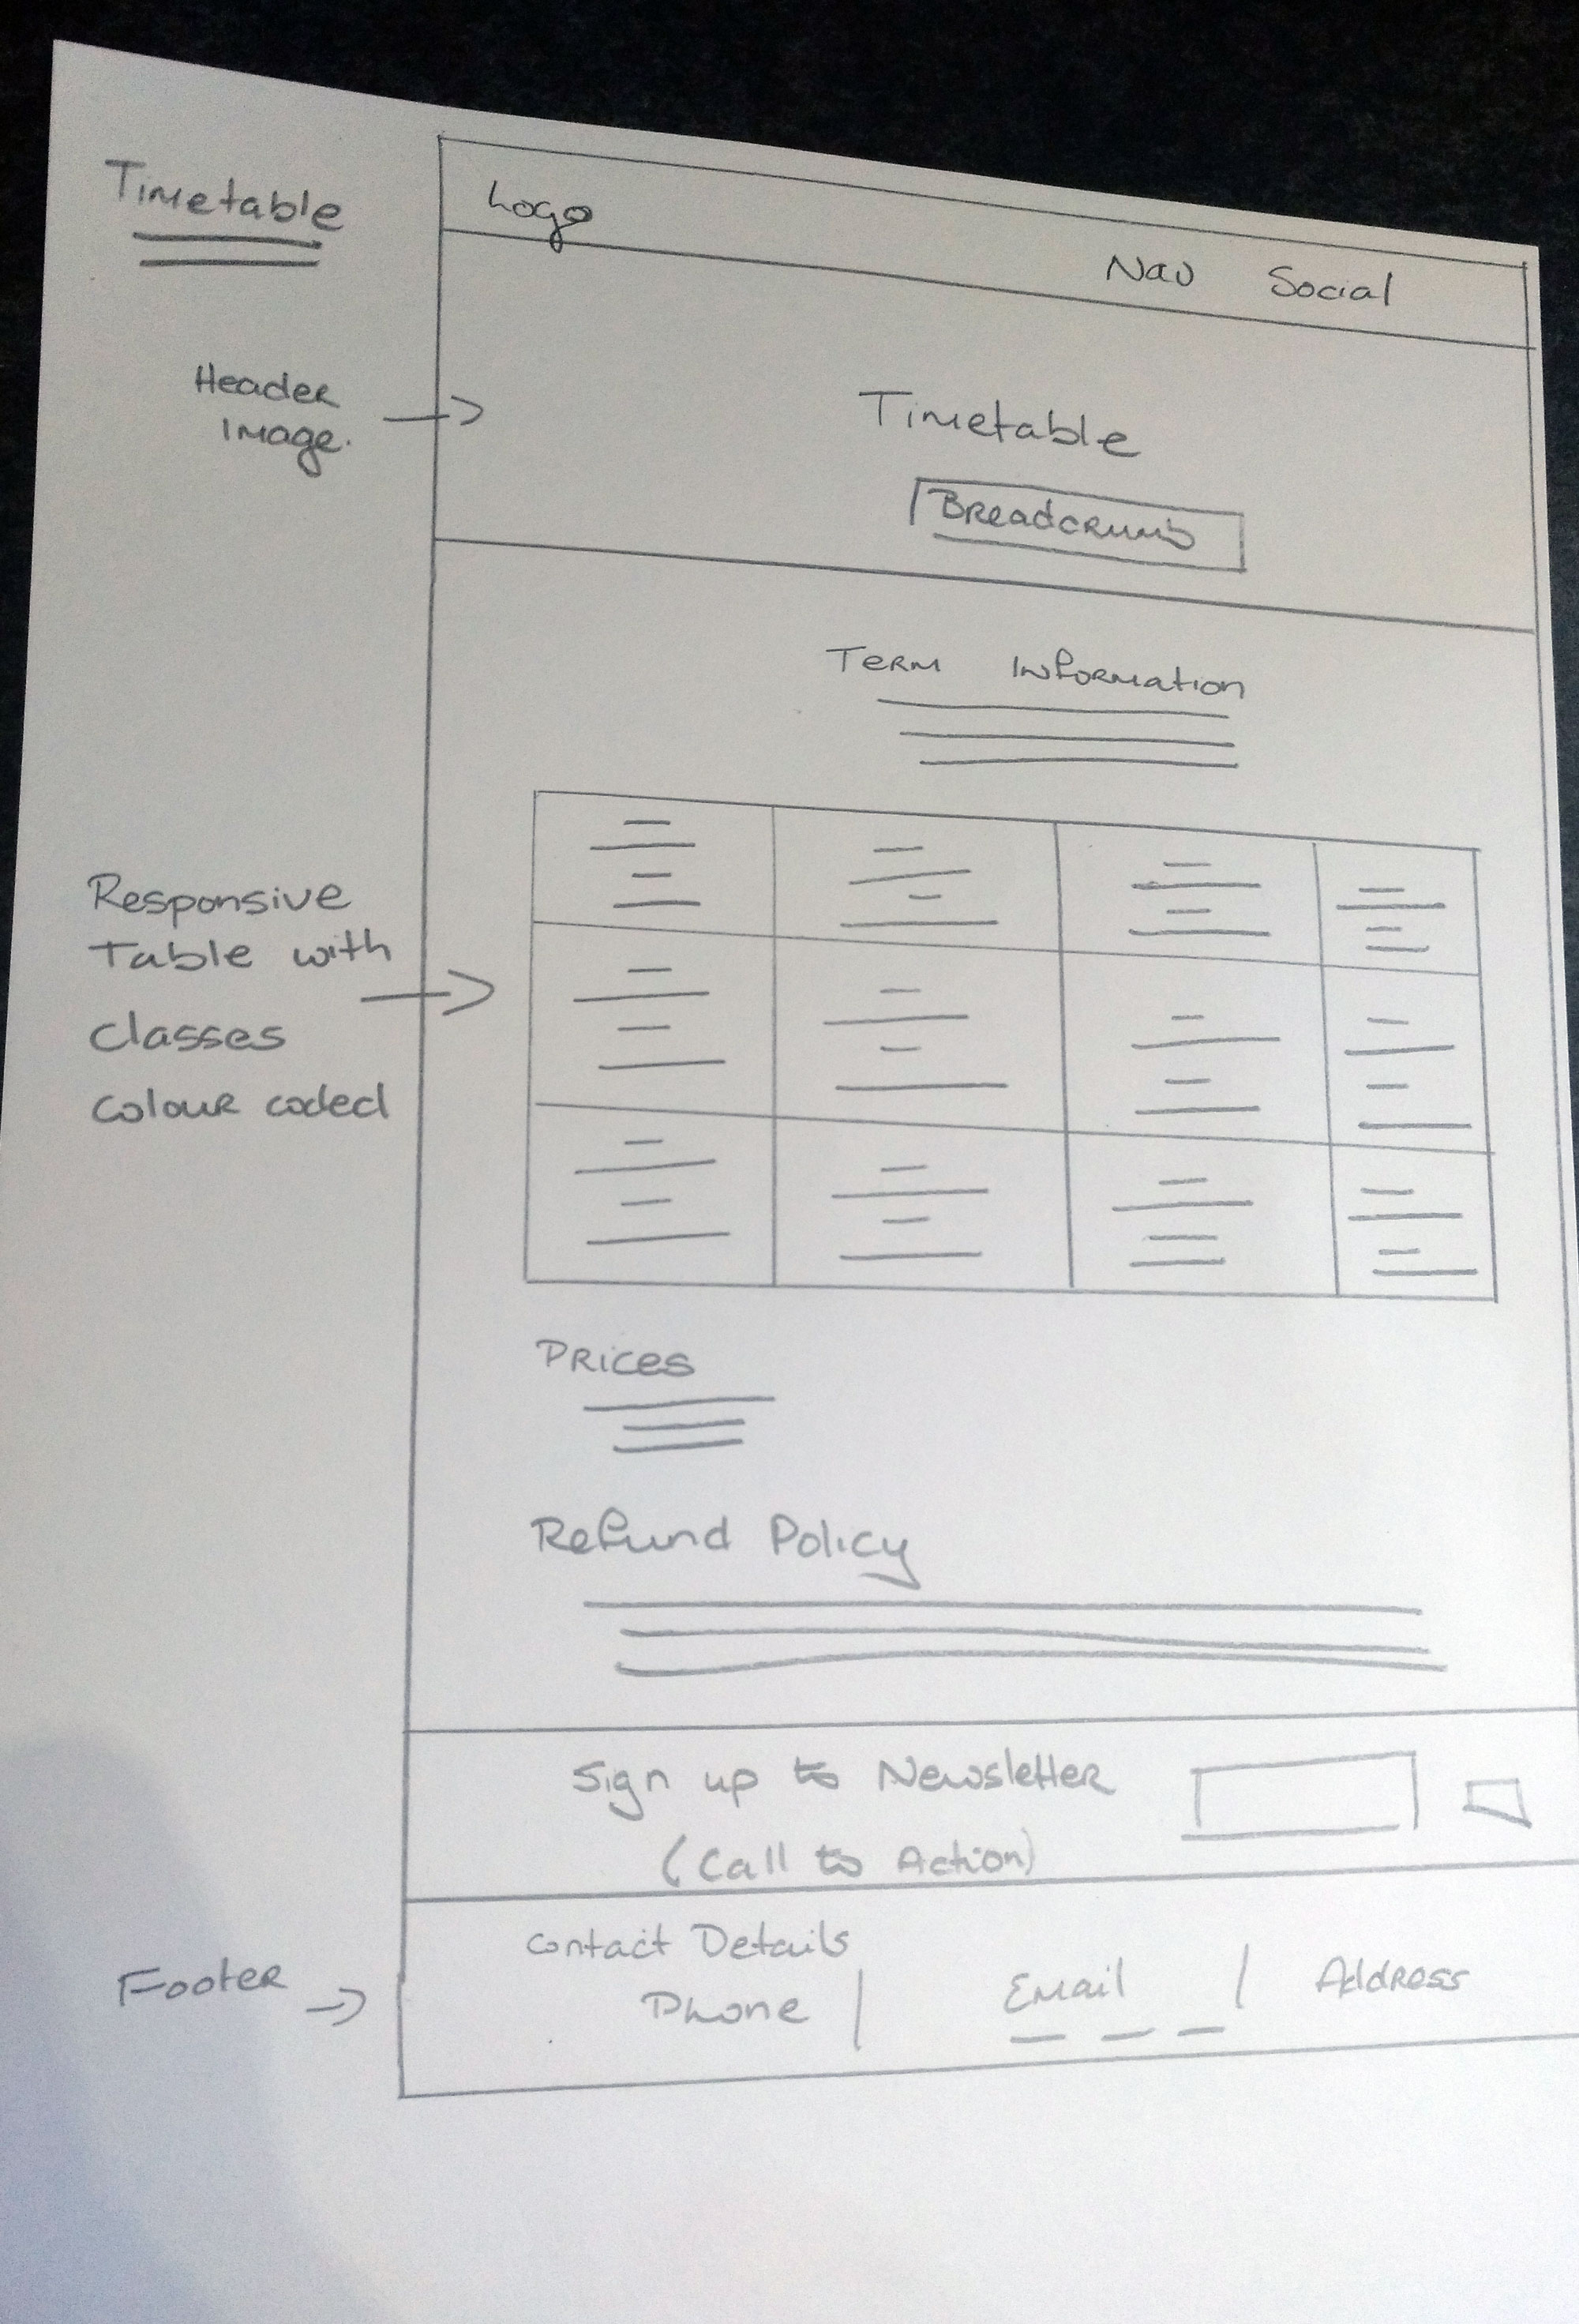 Timetable
Logo
Nav Social
Header
Image.
Timetable
Breadcrumb
Term Information
Responsive
Table with
Classes
Colour coded
Prices
Refund Policy
Sign up to Newsletter
(Call to Action)
Contact Details
Footer
Phone | Email | Address